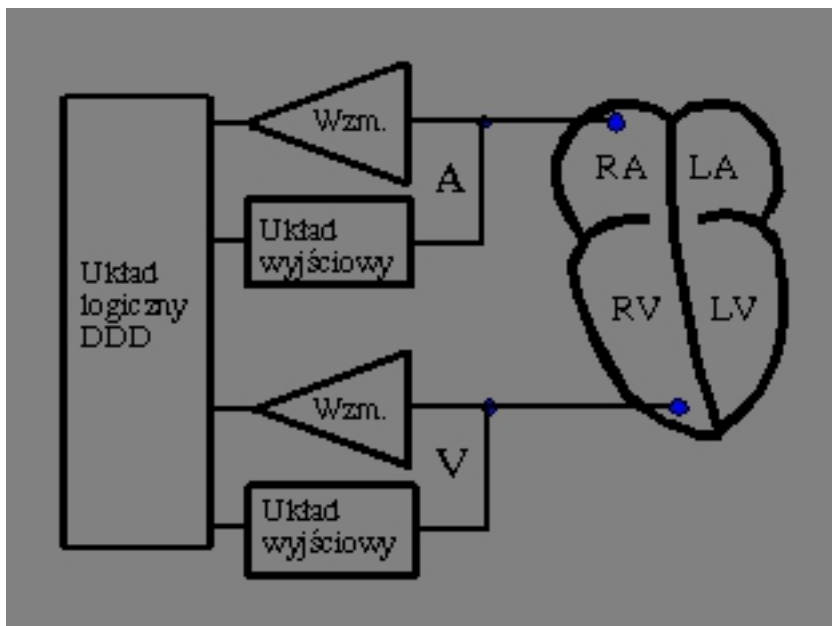 Wzm.
A
Układ
wyjściowy
Układ
logiczny
DDD
Wzm.
V
Układ
wyjściowy
RA
LA
RV
LV